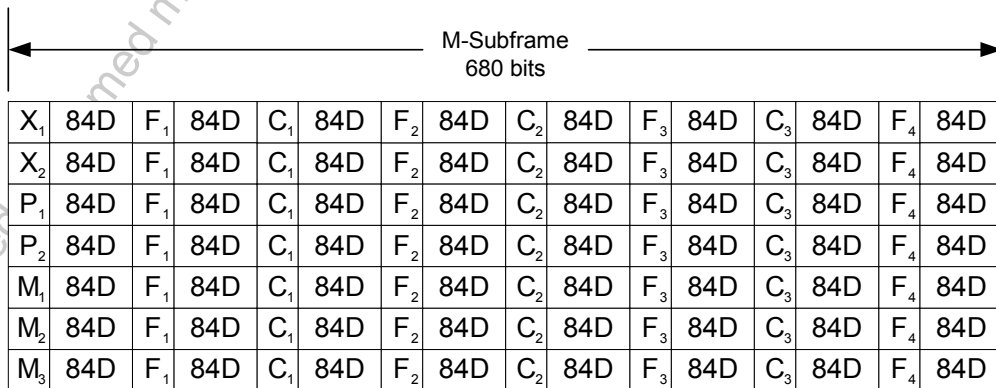 M-Subframe
680 bits
X₁ 84D F₁ 84D C₁ 84D F₂ 84D C₂ 84D F₃ 84D C₃ 84D F₄ 84D
X₂ 84D F₁ 84D C₁ 84D F₂ 84D C₂ 84D F₃ 84D C₃ 84D F₄ 84D
P₁ 84D F₁ 84D C₁ 84D F₂ 84D C₂ 84D F₃ 84D C₃ 84D F₄ 84D
P₂ 84D F₁ 84D C₁ 84D F₂ 84D C₂ 84D F₃ 84D C₃ 84D F₄ 84D
M₁ 84D F₁ 84D C₁ 84D F₂ 84D C₂ 84D F₃ 84D C₃ 84D F₄ 84D
M₂ 84D F₁ 84D C₁ 84D F₂ 84D C₂ 84D F₃ 84D C₃ 84D F₄ 84D
M₃ 84D F₁ 84D C₁ 84D F₂ 84D C₂ 84D F₃ 84D C₃ 84D F₄ 84D